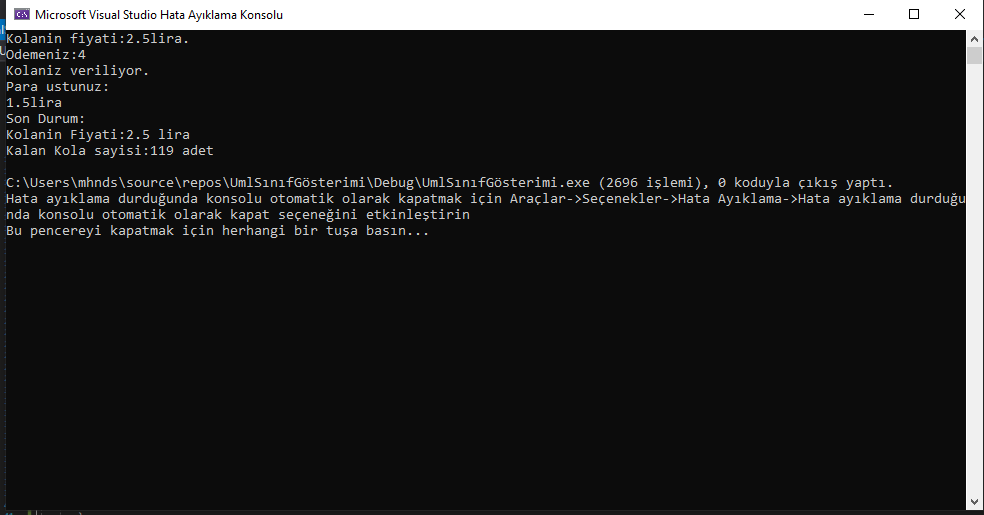 Microsoft Visual Studio Hata Ayıklama Konsolu
Kolanin fiyati:2.5lira.
Odemeniz:4
Kolaniz veriliyor.
Para ustunuz:
1.5lira
Son Durum:
Kolanin Fiyati:2.5 lira
Kalan Kola sayisi:119 adet
C:\Users\mhnds\source\repos\UmlSınıfGösterimi\Debug\UmlSınıfGösterimi.exe (2696 işlemi), 0 koduyla çıkış yaptı.
Hata ayıklama durduğunda konsolu otomatik olarak kapatmak için Araçlar->Seçenekler->Hata Ayıklama->Hata ayıklama durduğu
nda konsolu otomatik olarak kapat seçeneğini etkinleştirin
Bu pencereyi kapatmak için herhangi bir tuşa basın...